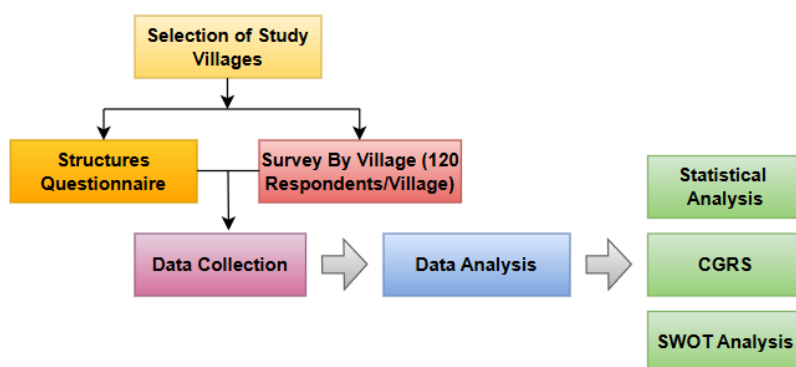 Selection of Study
Villages
Structures
Questionnaire
Survey By Village (120
Respondents/Village)
Data Collection
Data Analysis
Statistical
Analysis
CGRS
SWOT Analysis